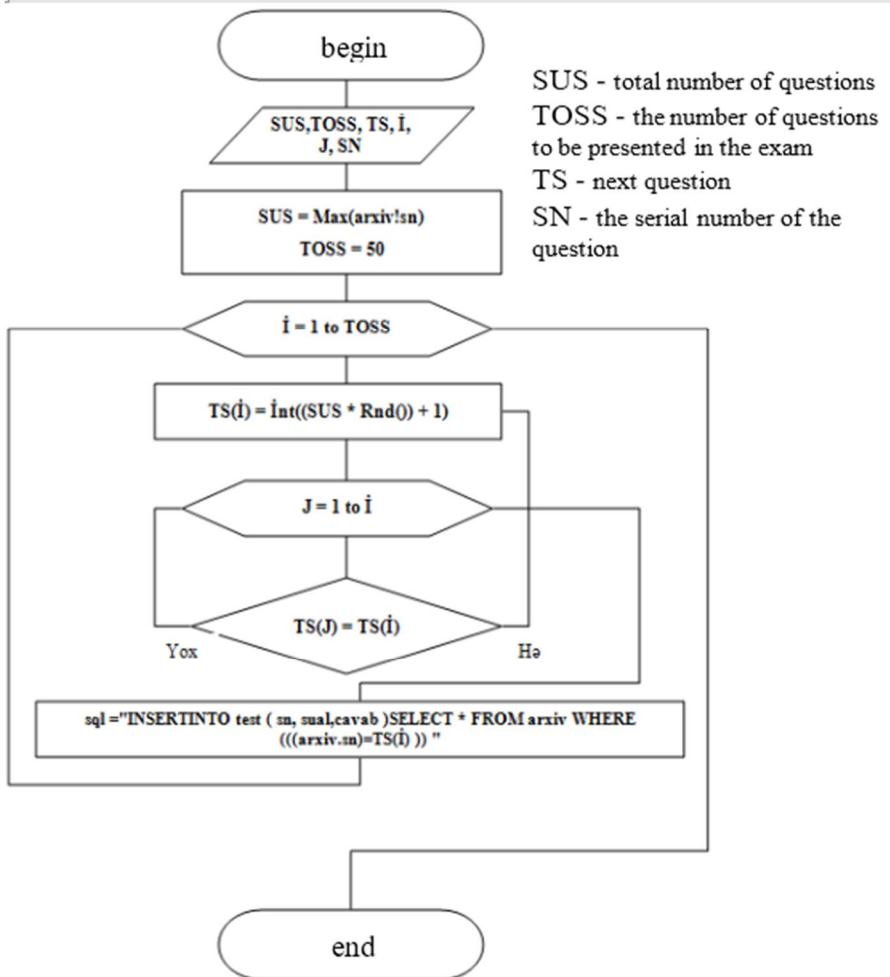 begin
SUS - total number of questions
TOSS - the number of questions
to be presented in the exam
TS - next question
SN - the serial number of the
question
SUS,TOSS, TS, İ,
J, SN
SUS = Max(arxiv!sn)
TOSS = 50
İ = 1 to TOSS
TS(İ) = İnt((SUS * Rnd()) + 1)
J = 1 to İ
TS(J) = TS(İ)
Yox
Hə
sql ="INSERTINTO test ( sn, sual,cavab )SELECT * FROM arxiv WHERE
(((arxiv.sn)=TS(İ) )) "
end